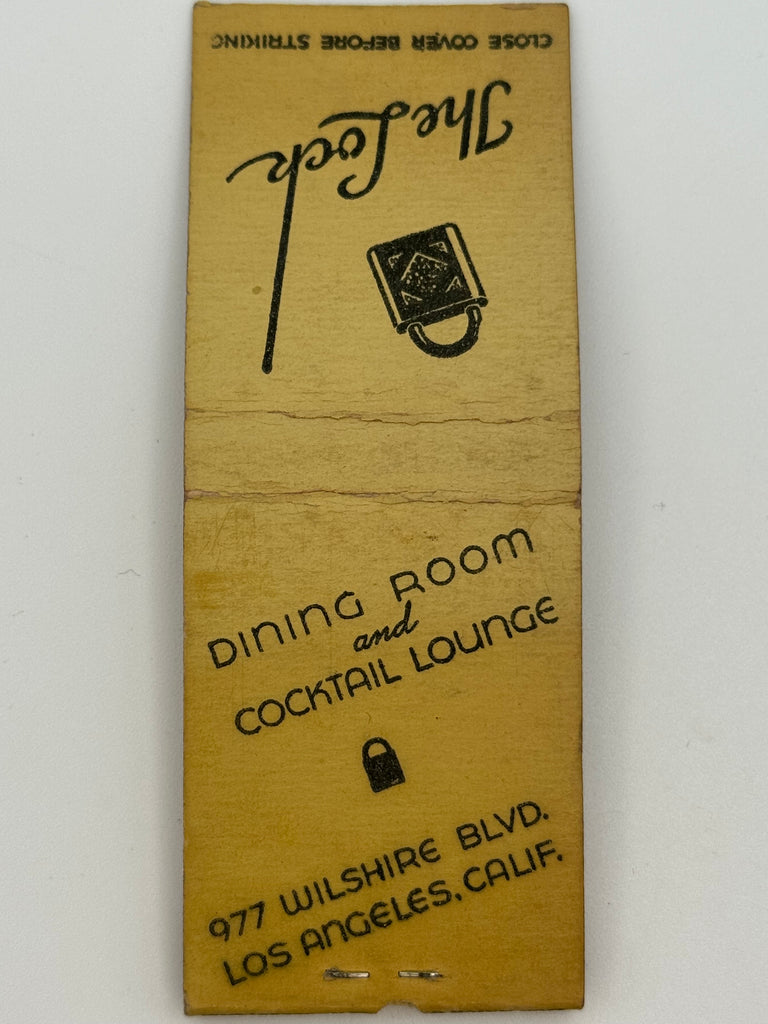 CLOSE COVER BEFORE STRIKING
The Lock
DINING ROOM
and
COCKTAIL LOUNGE
977 WILSHIRE BLVD.
LOS ANGELES, CALIF.